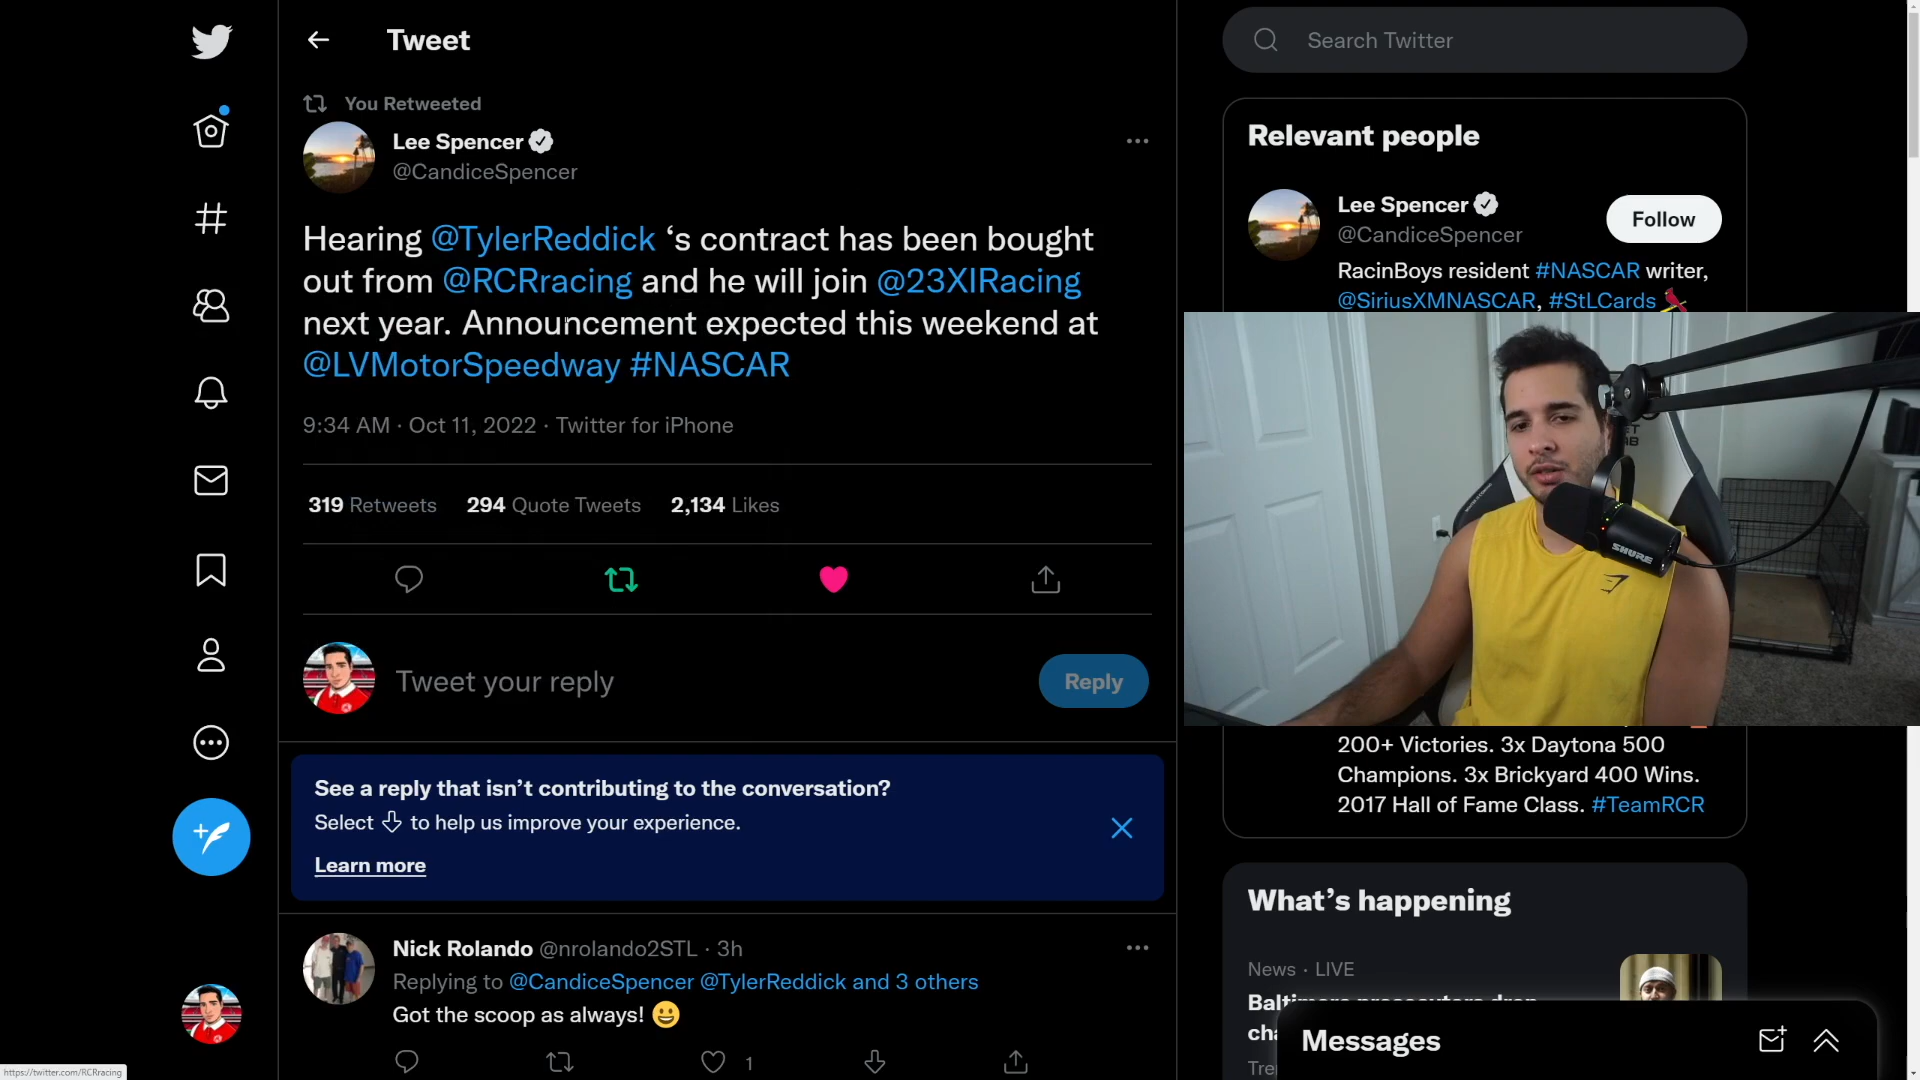 Tweet
You Retweeted
Lee Spencer
@CandiceSpencer
Hearing @TylerReddick ‘s contract has been bought
out from @RCRracing and he will join @23XIRacing
next year. Announcement expected this weekend at
@LVMotorSpeedway #NASCAR
9:34 AM · Oct 11, 2022 · Twitter for iPhone
319 Retweets 294 Quote Tweets 2,134 Likes
Tweet your reply
Reply
See a reply that isn’t contributing to the conversation?
Select to help us improve your experience.
Learn more
Nick Rolando @nrolando2STL · 3h
Replying to @CandiceSpencer @TylerReddick and 3 others
Got the scoop as always! 😀
1
https://twitter.com/RCRracing
Search Twitter
Relevant people
Lee Spencer
@CandiceSpencer
Follow
RacinBoys resident #NASCAR writer,
@SiriusXMNASCAR, #StLCards
SHURE
200+ Victories. 3x Daytona 500
Champions. 3x Brickyard 400 Wins.
2017 Hall of Fame Class. #TeamRCR
What’s happening
News · LIVE
Messages